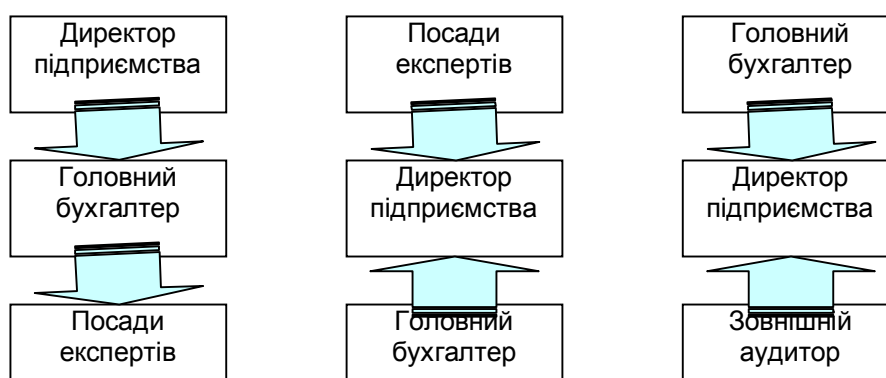 Директор
підприємства
Головний
бухгалтер
Посади
експертів
Посади
експертів
Директор
підприємства
Головний
бухгалтер
Головний
бухгалтер
Директор
підприємства
Зовнішній
аудитор